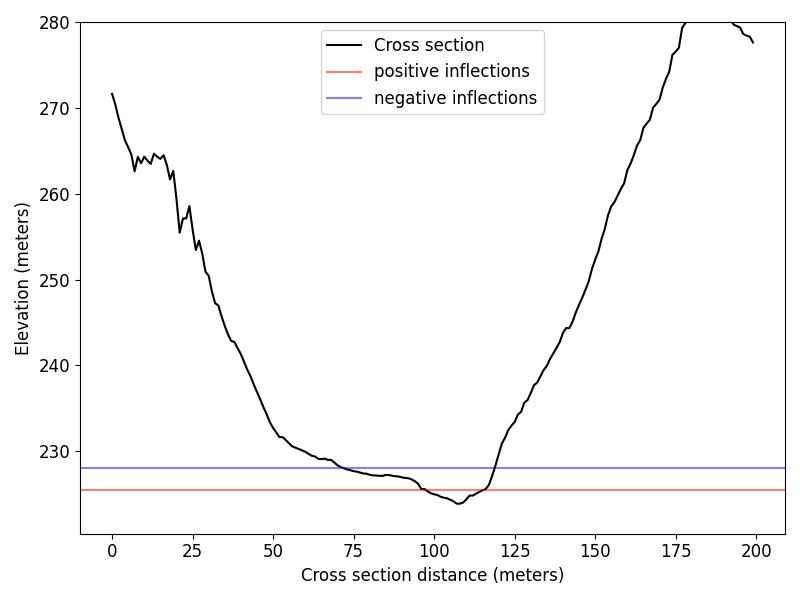 280
270
260
250
240
230
Elevation (meters)
Cross section
positive inflections
negative inflections
0 25 50 75 100 125 150 175 200
Cross section distance (meters)